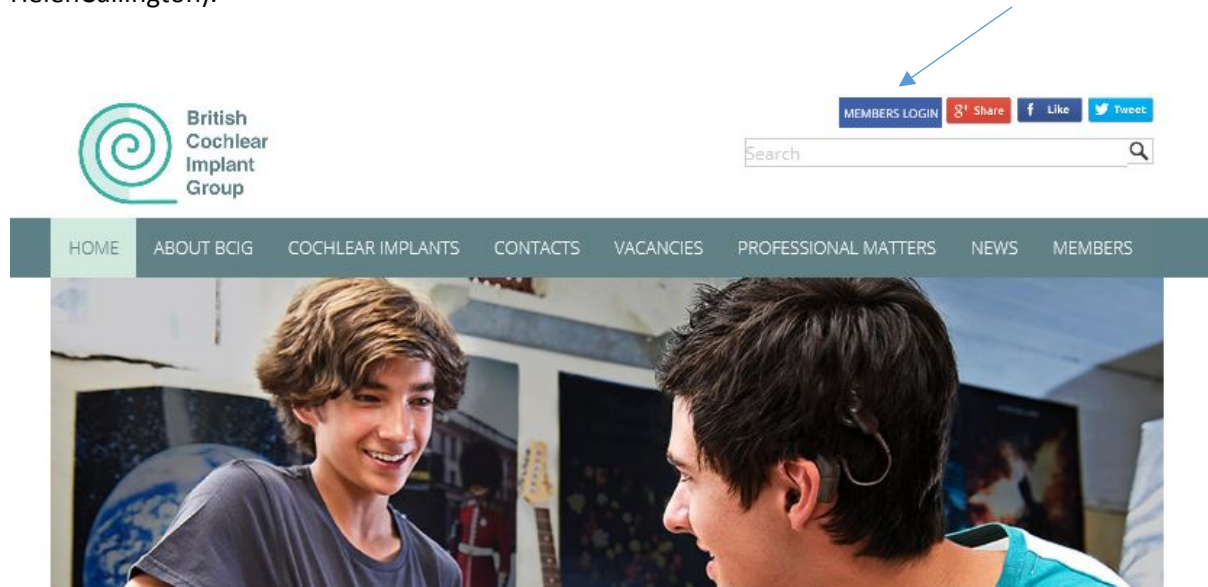 HelenCullington).
British
Cochlear
Implant
Group
MEMBERS LOGIN
g+ Share
f Like
Tweet
Search
HOME ABOUT BCIG COCHLEAR IMPLANTS CONTACTS VACANCIES PROFESSIONAL MATTERS NEWS MEMBERS